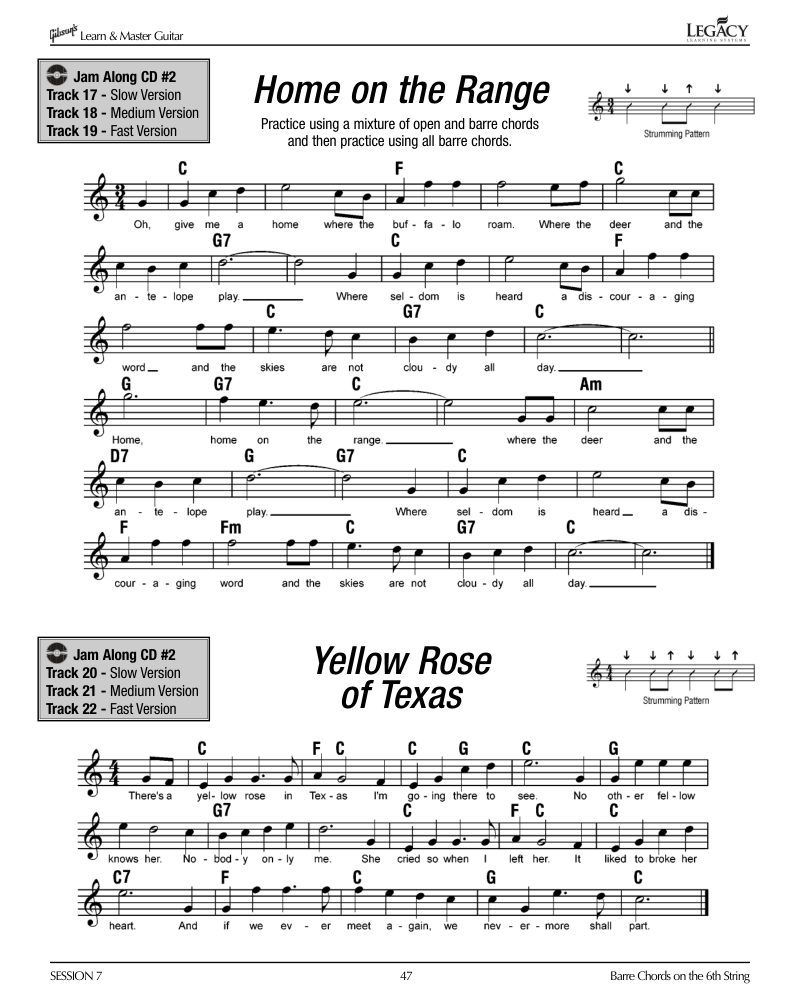 Gibson's Learn & Master Guitar
LEGACY
LEARNING SYSTEMS
Jam Along CD #2
Track 17 - Slow Version
Track 18 - Medium Version
Track 19 - Fast Version
Home on the Range
Practice using a mixture of open and barre chords
and then practice using all barre chords.
Strumming Pattern
3 4
C F C
3 4
Oh, give me a home where the buf - fa - lo roam. Where the deer and the
G7 C F
an - te - lope play. Where sel - dom is heard a dis - cour - a - ging
C G7 C
word and the skies are not clou - dy all day.
G G7 C Am
Home, home on the range. where the deer and the
D7 G G7 C
an - te - lope play. Where sel - dom is heard a dis -
F Fm C G7 C
cour - a - ging word and the skies are not clou - dy all day.
Jam Along CD #2
Track 20 - Slow Version
Track 21 - Medium Version
Track 22 - Fast Version
Yellow Rose
of Texas
4 4
Strumming Pattern
C F C C G C G
4 4
There's a yel - low rose in Tex - as I'm go - ing there to see. No oth - er fel - low
G7 C F C C
knows her. No - bod - y on - ly me. She cried so when I left her. It liked to broke her
C7 F C G C
heart. And if we ev - er meet a - gain, we nev - er - more shall part.
SESSION 7 47 Barre Chords on the 6th String